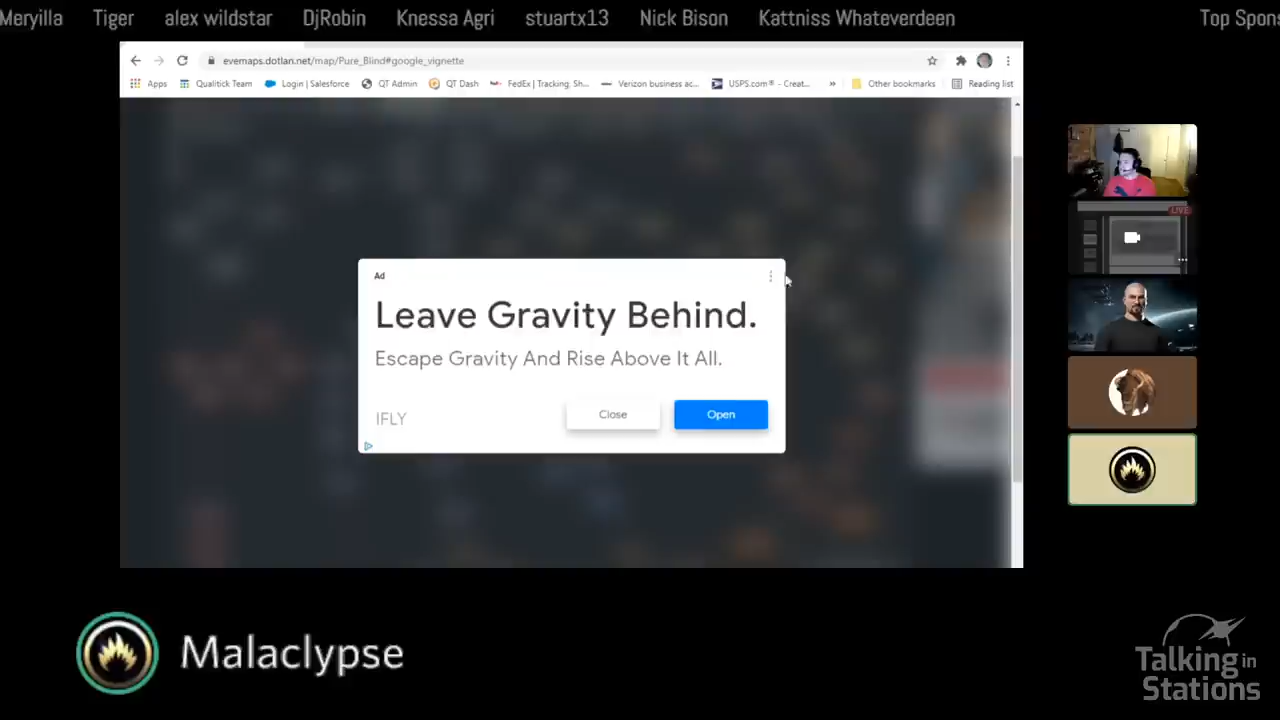 Meryilla Tiger alex wildstar DjRobin Knessa Agri stuartx13 Nick Bison Kattniss Whateverdeen Top Spons
evemaps.dotlan.net/map/Pure_Blind#google_vignette
Apps Qualitick Team Login | Salesforce QT Admin QT Dash FedEx | Tracking, Sh... Verizon business ac... USPS.com® - Creat... » Other bookmarks Reading list
LIVE
Ad
Leave Gravity Behind.
Escape Gravity And Rise Above It All.
IFLY Close Open
Malaclypse
Talking in
Stations